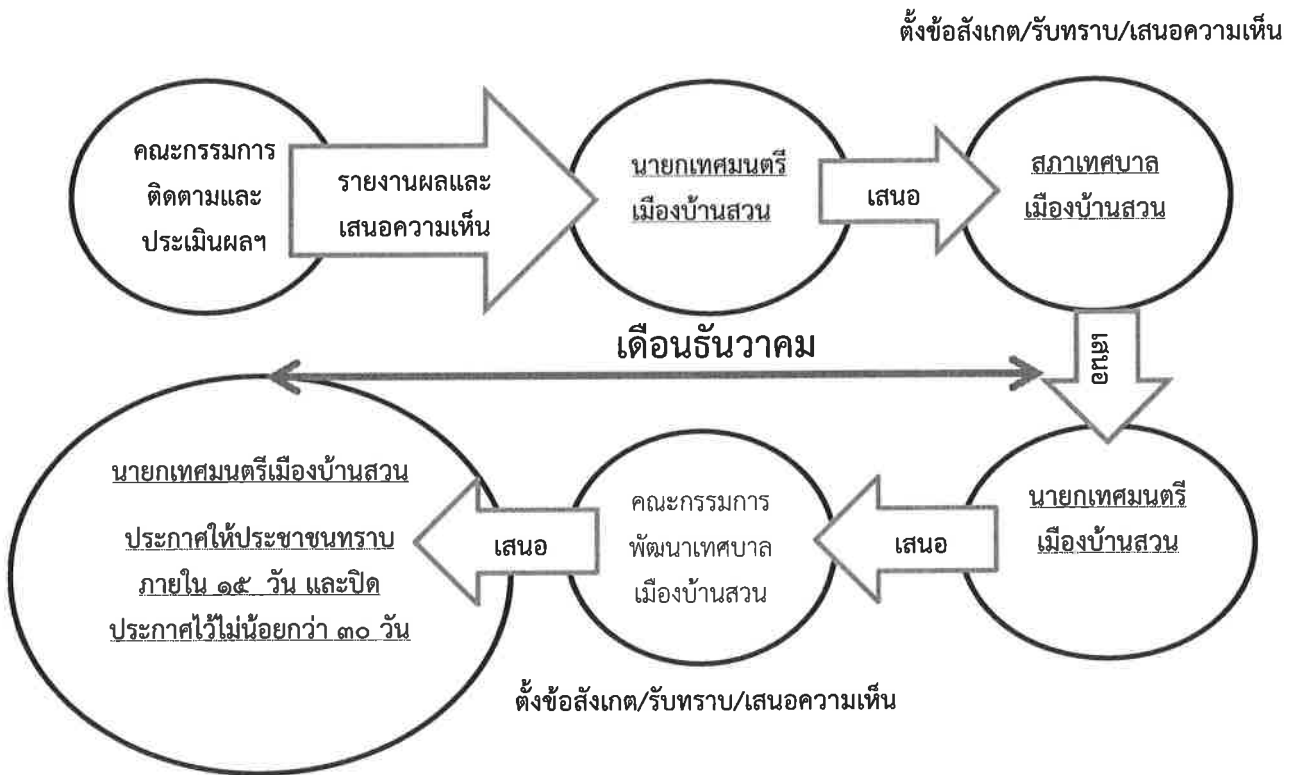 ตั้งข้อสังเกต/รับทราบ/เสนอความเห็น
คณะกรรมการ
ติดตามและ
ประเมินผลฯ
รายงานผลและ
เสนอความเห็น
นายกเทศมนตรี
เมืองบ้านสวน
เสนอ
สภาเทศบาล
เมืองบ้านสวน
เสนอ
เดือนธันวาคม
นายกเทศมนตรี
เมืองบ้านสวน
เสนอ
คณะกรรมการ
พัฒนาเทศบาล
เมืองบ้านสวน
เสนอ
นายกเทศมนตรีเมืองบ้านสวน
ประกาศให้ประชาชนทราบ
ภายใน ๑๕ วัน และปิด
ประกาศไว้ไม่น้อยกว่า ๓๐ วัน
ตั้งข้อสังเกต/รับทราบ/เสนอความเห็น